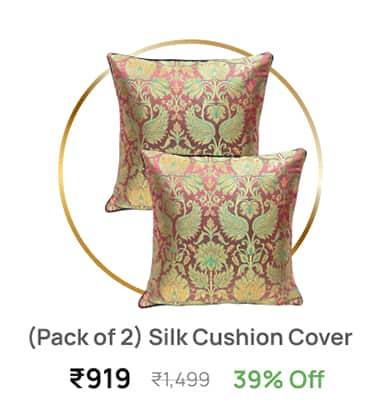 (Pack of 2) Silk Cushion Cover
₹919 ₹1,499 39% Off